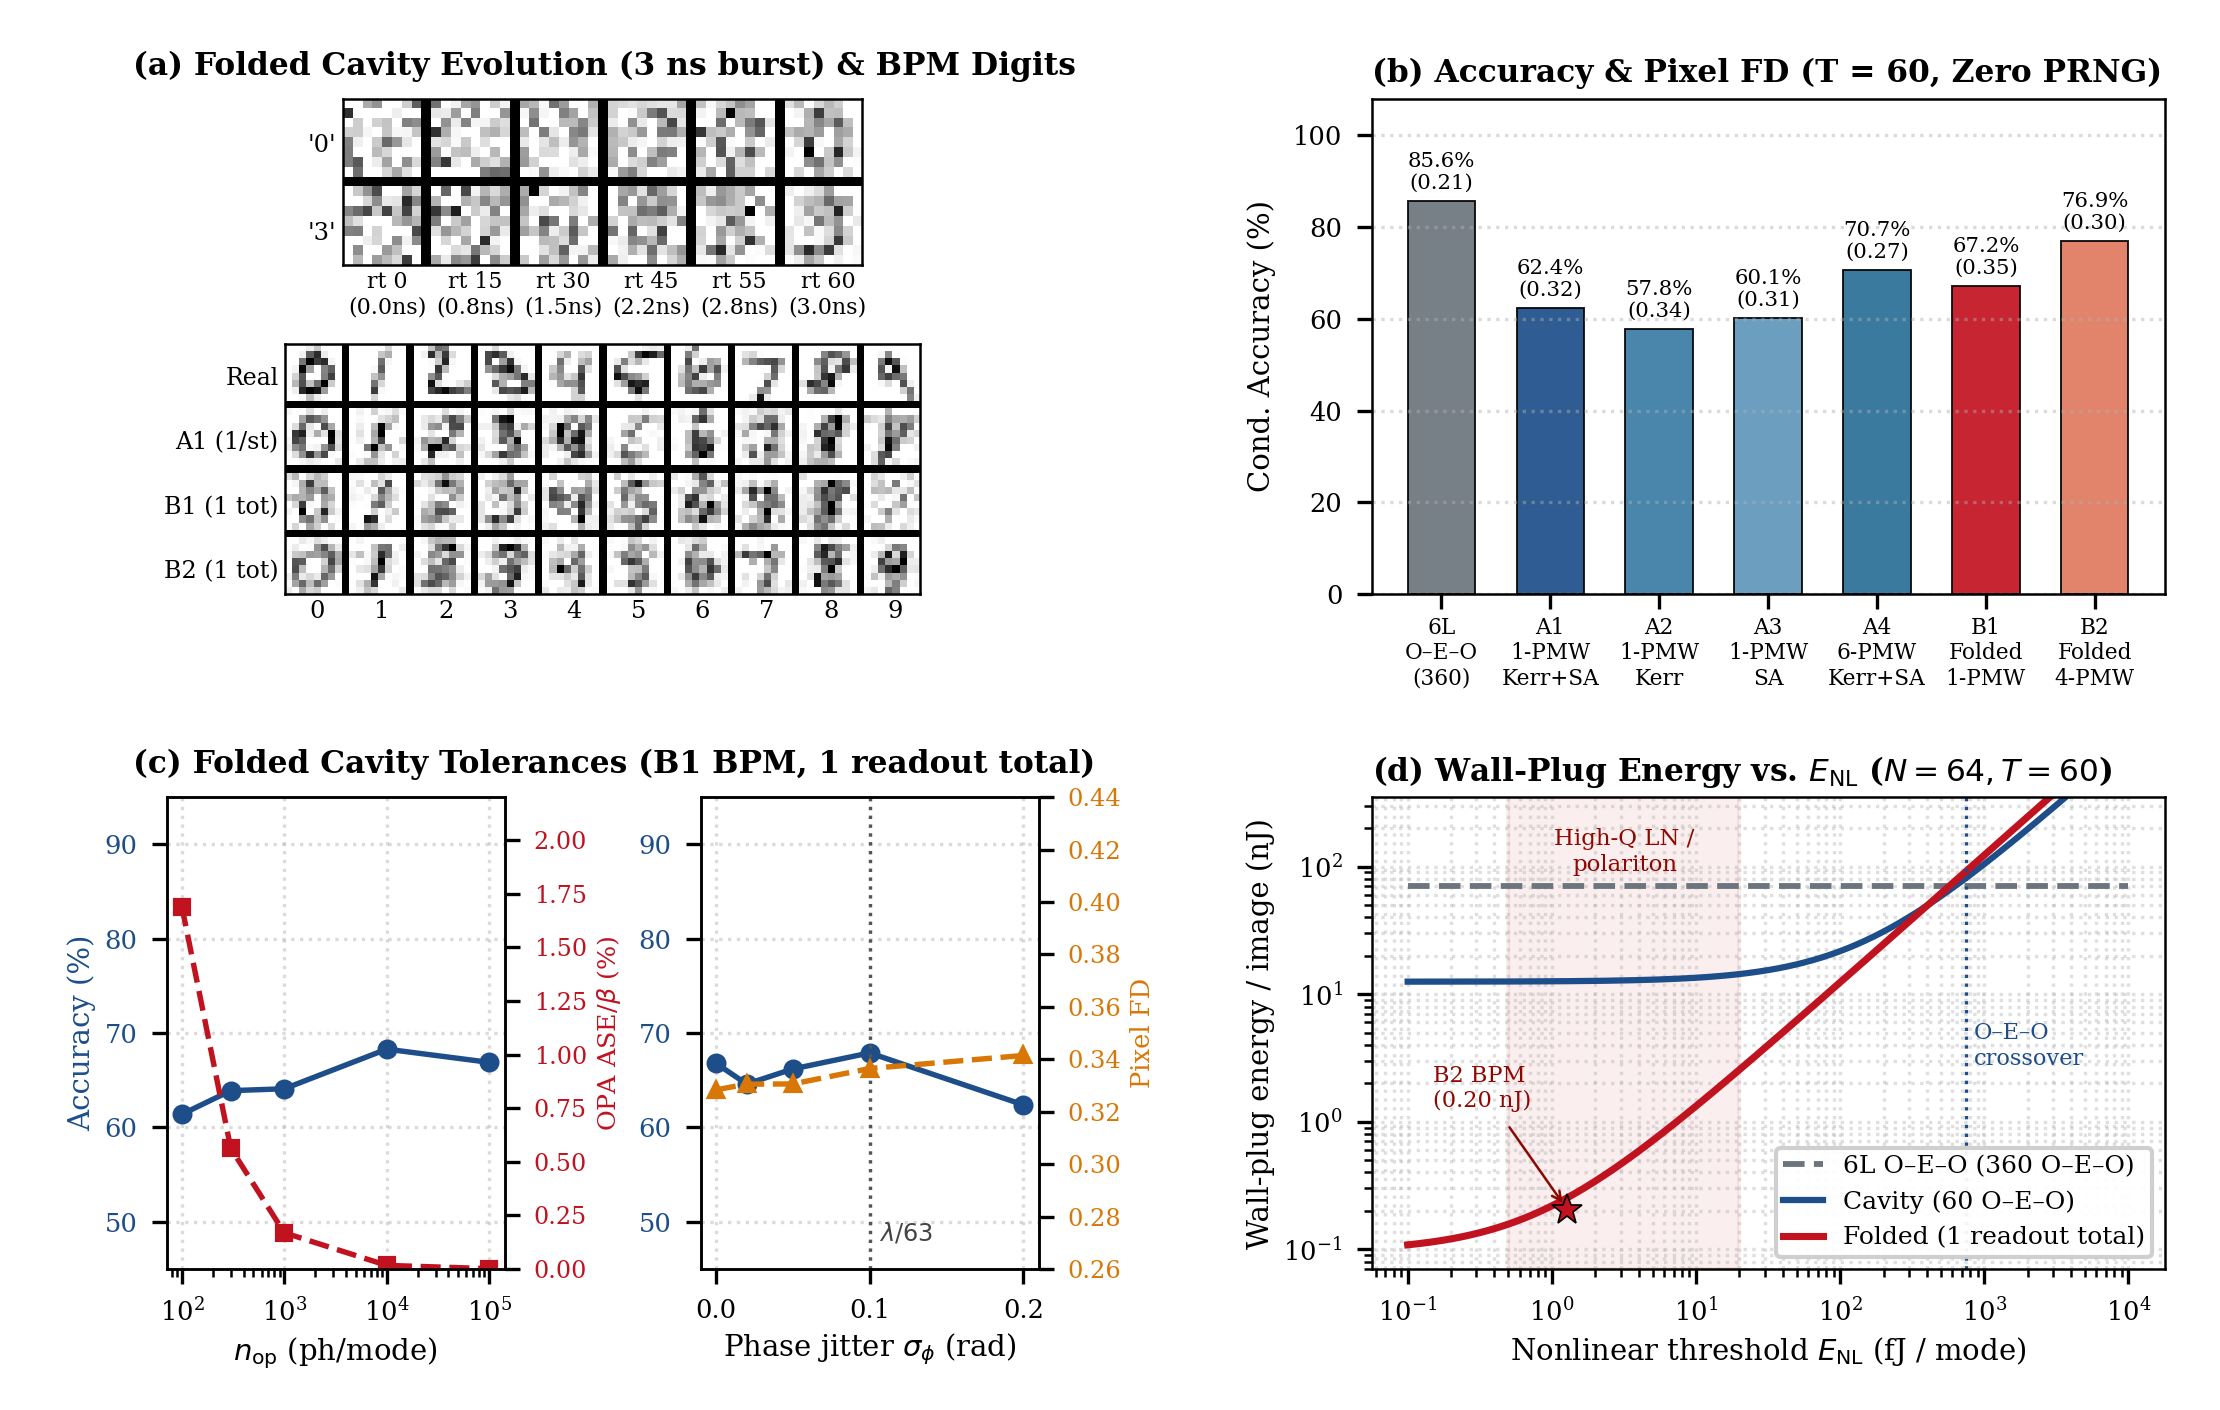 (a) Folded Cavity Evolution (3 ns burst) & BPM Digits
'0'
'3'
rt 0 rt 15 rt 30 rt 45 rt 55 rt 60
(0.0ns) (0.8ns) (1.5ns) (2.2ns) (2.8ns) (3.0ns)
Real
A1 (1/st)
B1 (1 tot)
B2 (1 tot)
0 1 2 3 4 5 6 7 8 9
(b) Accuracy & Pixel FD (T = 60, Zero PRNG)
Cond. Accuracy (%)
100
80
60
40
20
0
85.6%
(0.21)
62.4%
(0.32)
57.8%
(0.34)
60.1%
(0.31)
70.7%
(0.27)
67.2%
(0.35)
76.9%
(0.30)
6L
O–E–O
(360)
A1
1-PMW
Kerr+SA
A2
1-PMW
Kerr
A3
1-PMW
SA
A4
6-PMW
Kerr+SA
B1
Folded
1-PMW
B2
Folded
4-PMW
(c) Folded Cavity Tolerances (B1 BPM, 1 readout total)
Accuracy (%)
90
80
70
60
50
10² 10³ 10⁴ 10⁵
n_op (ph/mode)
2.00
1.75
1.50
1.25
1.00
0.75
0.50
0.25
0.00
OPA ASE/β (%)
90
80
70
60
50
λ/63
0.0 0.1 0.2
Phase jitter σ_ϕ (rad)
0.44
0.42
0.40
0.38
0.36
0.34
0.32
0.30
0.28
0.26
Pixel FD
(d) Wall-Plug Energy vs. E_NL (N = 64, T = 60)
Wall-plug energy / image (nJ)
10²
10¹
10⁰
10⁻¹
High-Q LN /
polariton
O–E–O
crossover
B2 BPM
(0.20 nJ)
6L O–E–O (360 O–E–O)
Cavity (60 O–E–O)
Folded (1 readout total)
10⁻¹ 10⁰ 10¹ 10² 10³ 10⁴
Nonlinear threshold E_NL (fJ / mode)